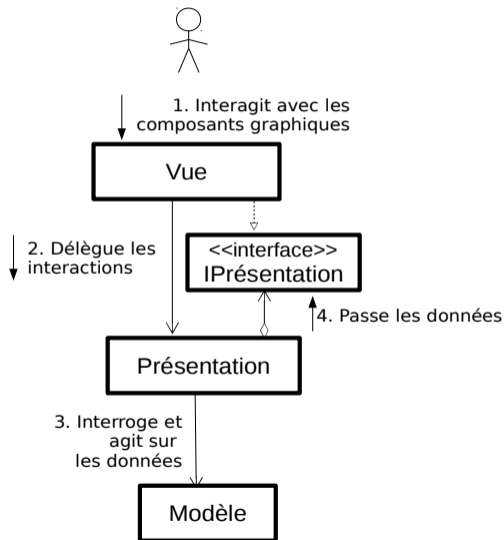 1. Interagit avec les
composants graphiques
Vue
2. Délègue les
interactions
<<interface>>
IPrésentation
4. Passe les données
Présentation
3. Interroge et
agit sur
les données
Modèle